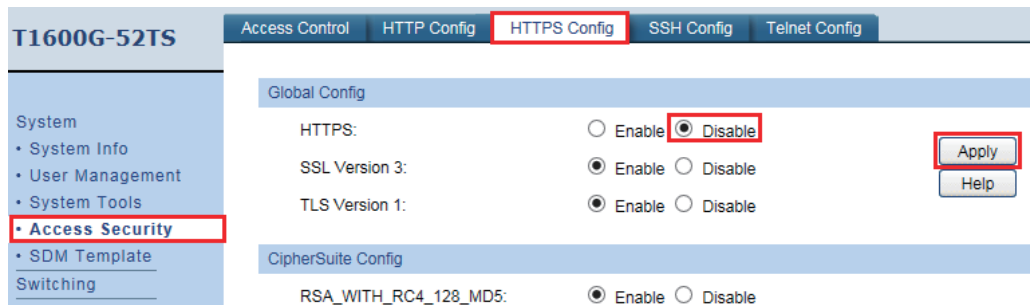 T1600G-52TS
Access Control HTTP Config HTTPS Config SSH Config Telnet Config
System
• System Info
• User Management
• System Tools
• Access Security
• SDM Template
Switching
Global Config
HTTPS: Enable Disable
SSL Version 3: Enable Disable
TLS Version 1: Enable Disable
Apply
Help
CipherSuite Config
RSA_WITH_RC4_128_MD5: Enable Disable